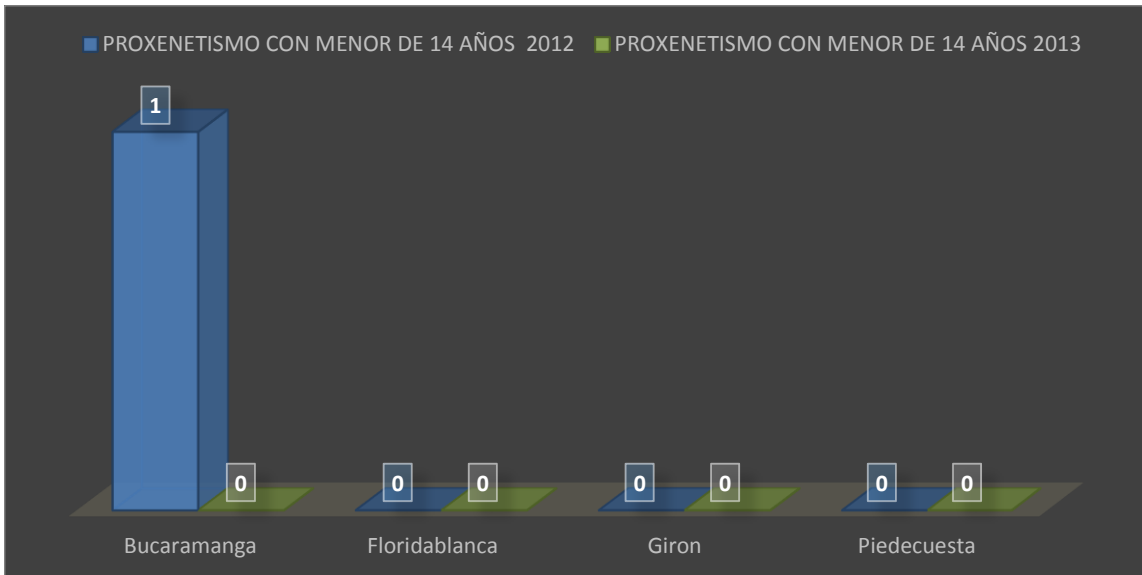 PROXENETISMO CON MENOR DE 14 AÑOS 2012 PROXENETISMO CON MENOR DE 14 AÑOS 2013
1
0 0 0 0 0 0 0
Bucaramanga Floridablanca Giron Piedecuesta